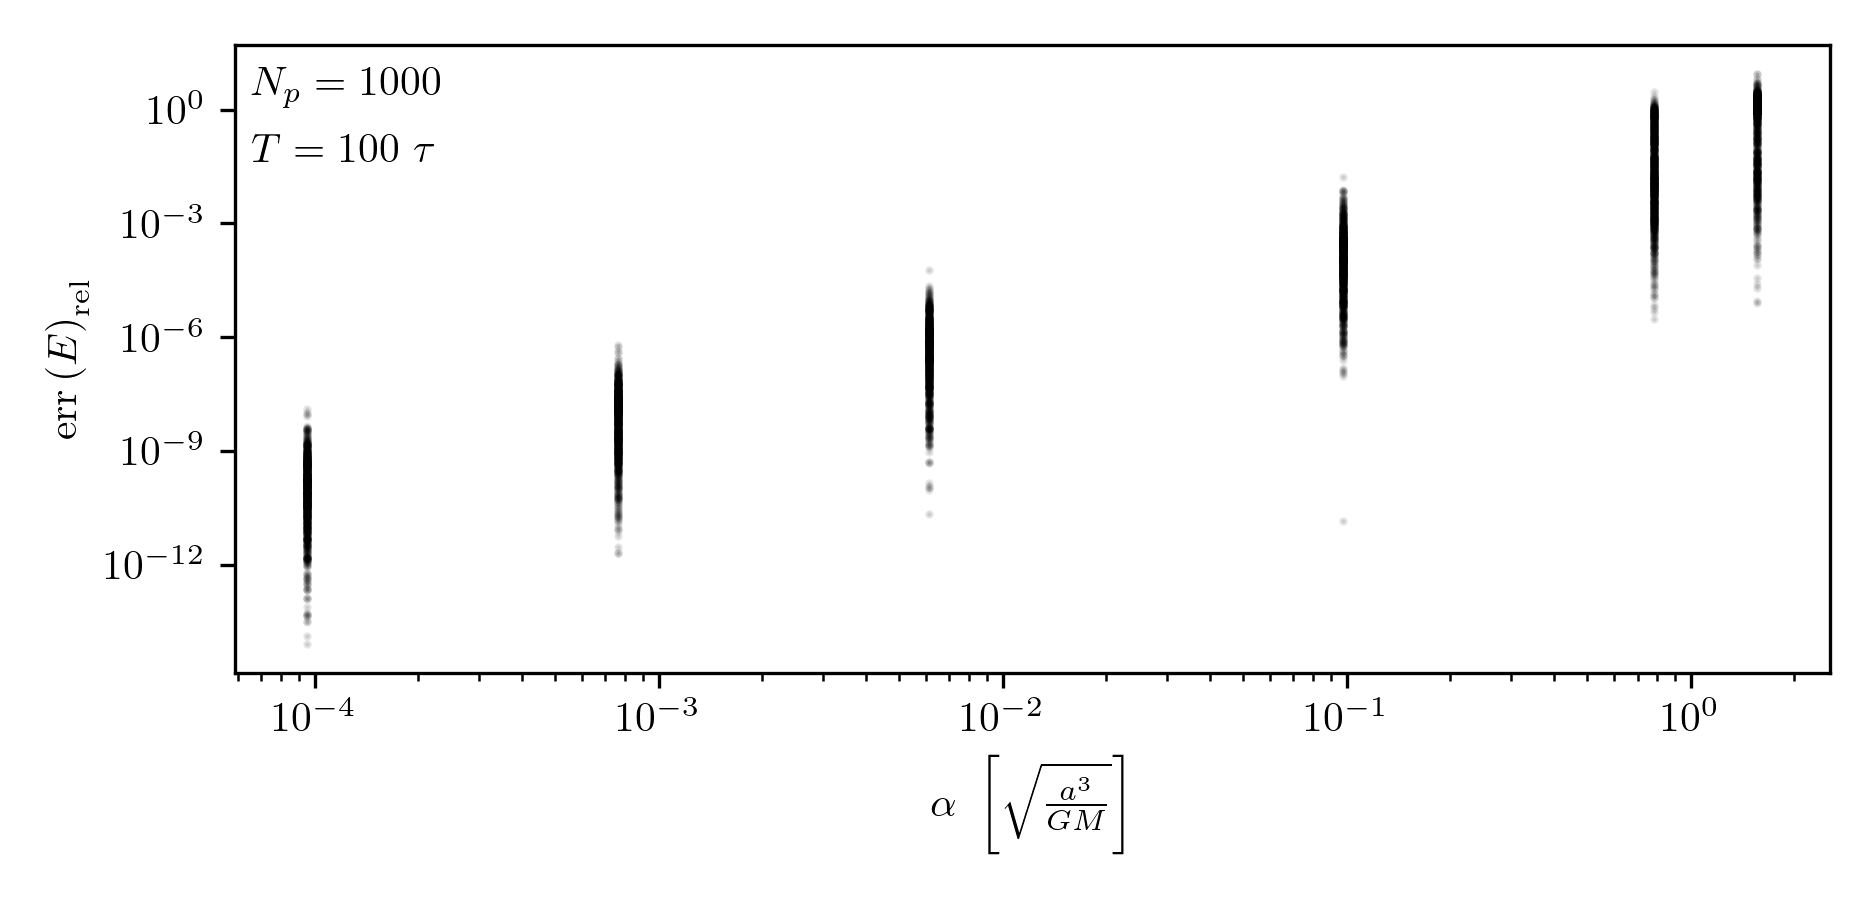 N_p = 1000
T = 100 τ
10^0
10^{-3}
10^{-6}
10^{-9}
10^{-12}
err (E)_{rel}
10^{-4} 10^{-3} 10^{-2} 10^{-1} 10^0
α [√(a^3/GM)]